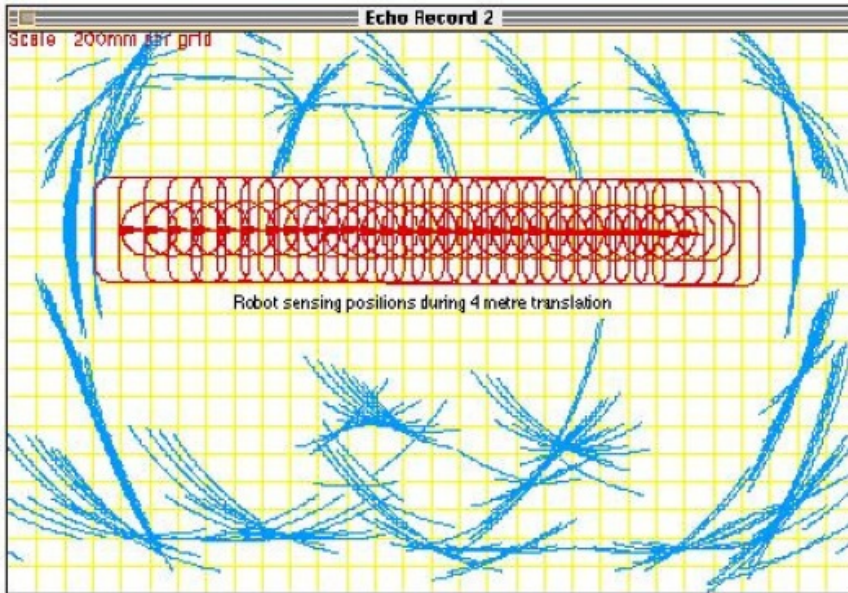 Echo Record 2
Scale 200mm per grid
Robot sensing positions during 4 metre translation